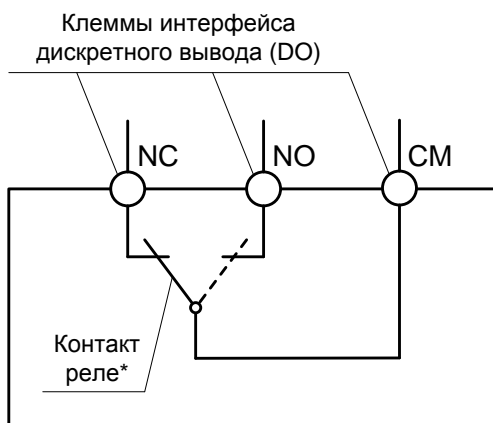 Клеммы интерфейса
дискретного вывода (DO)
NC NO CM
Контакт
реле*